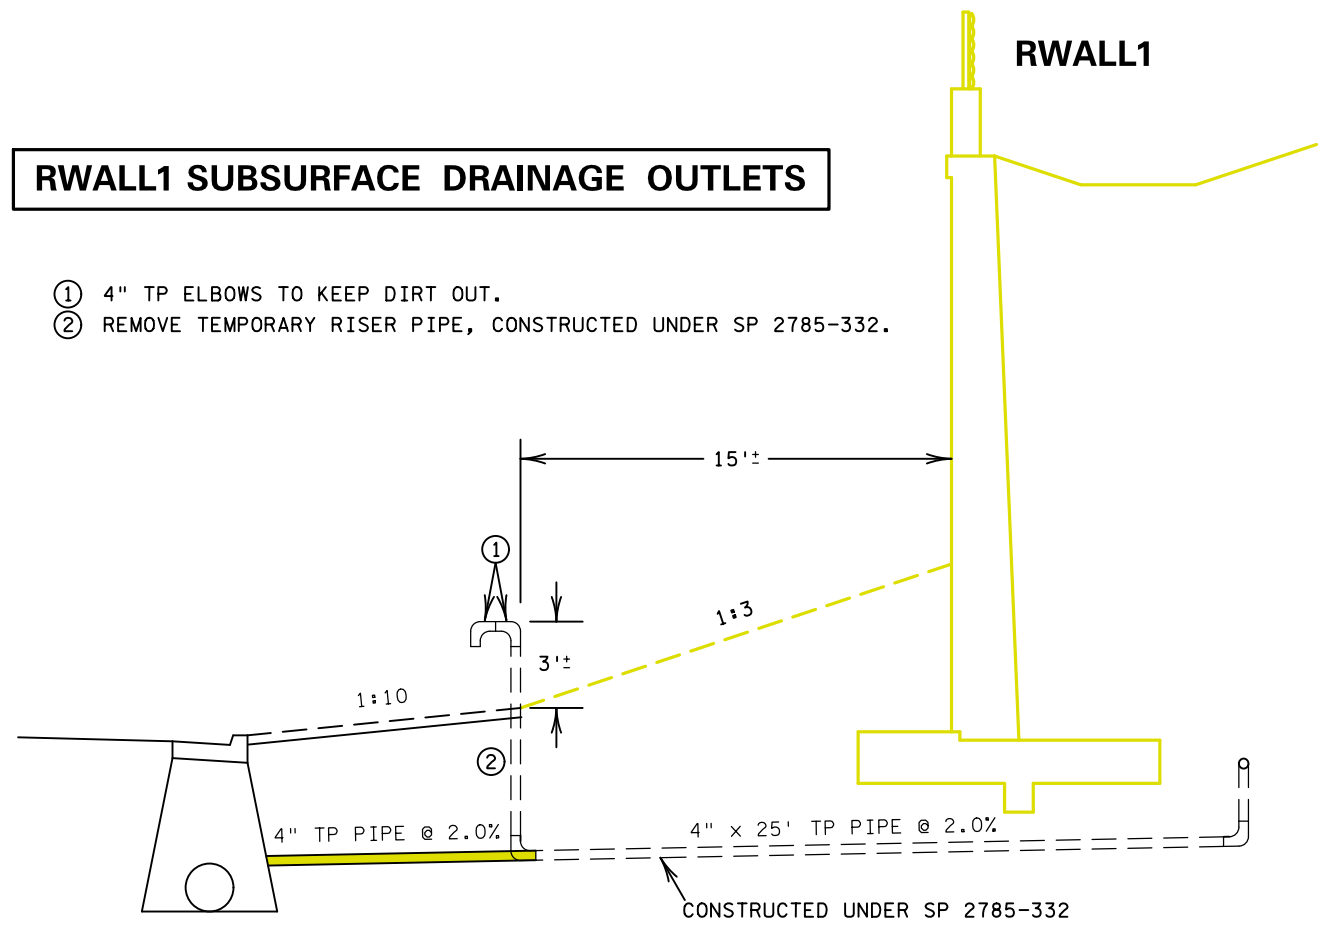 RWALL1
RWALL1 SUBSURFACE DRAINAGE OUTLETS
1 4" TP ELBOWS TO KEEP DIRT OUT.
2 REMOVE TEMPORARY RISER PIPE, CONSTRUCTED UNDER SP 2785-332.
15'±
1
1:3
3'±
1:10
2
4" TP PIPE @ 2.0%
4" x 25' TP PIPE @ 2.0%
CONSTRUCTED UNDER SP 2785-332